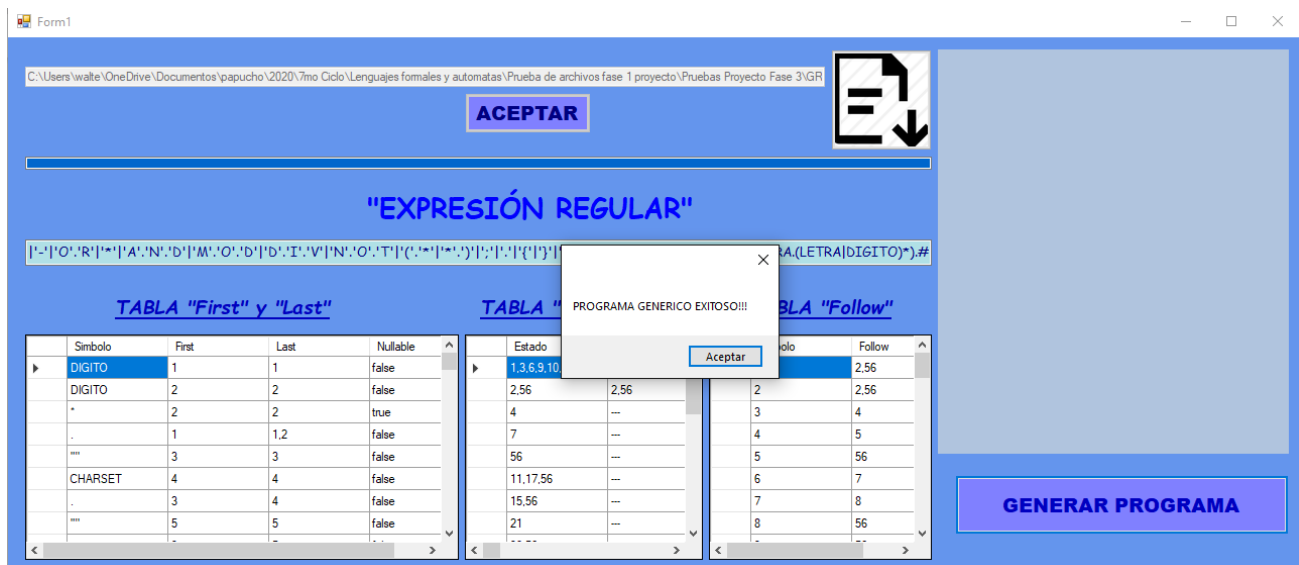 Form1
C:\Users\walte\OneDrive\Documentos\papucho\2020\7mo Ciclo\Lenguajes formales y automatas\Prueba de archivos fase 1 proyecto\Pruebas Proyecto Fase 3\GR
ACEPTAR
"EXPRESIÓN REGULAR"
|'-'|'O'.'R'|'*'|'A'.'N'.'D'|'M'.'O'.'D'|'D'.'I'.'V'|'N'.'O'.'T'|'('.'*'|'*'.')'|';'|'.'|'{'|'}'|' RA.(LETRA|DIGITO)*).#
PROGRAMA GENERICO EXITOSO!!!
Aceptar
TABLA "First" y "Last"
TABLA " BLA "Follow"
Simbolo First Last Nullable
DIGITO 1 1 false
DIGITO 2 2 false
* 2 2 true
. 1 1,2 false
"'" 3 3 false
CHARSET 4 4 false
. 3 4 false
"'" 5 5 false
Estado
1,3,6,9,10,
2,56 2,56
4 ---
7 ---
56 ---
11,17,56 ---
15,56 ---
21 ---
olo Follow
2,56
2 2,56
3 4
4 5
5 56
6 7
7 8
8 56
GENERAR PROGRAMA